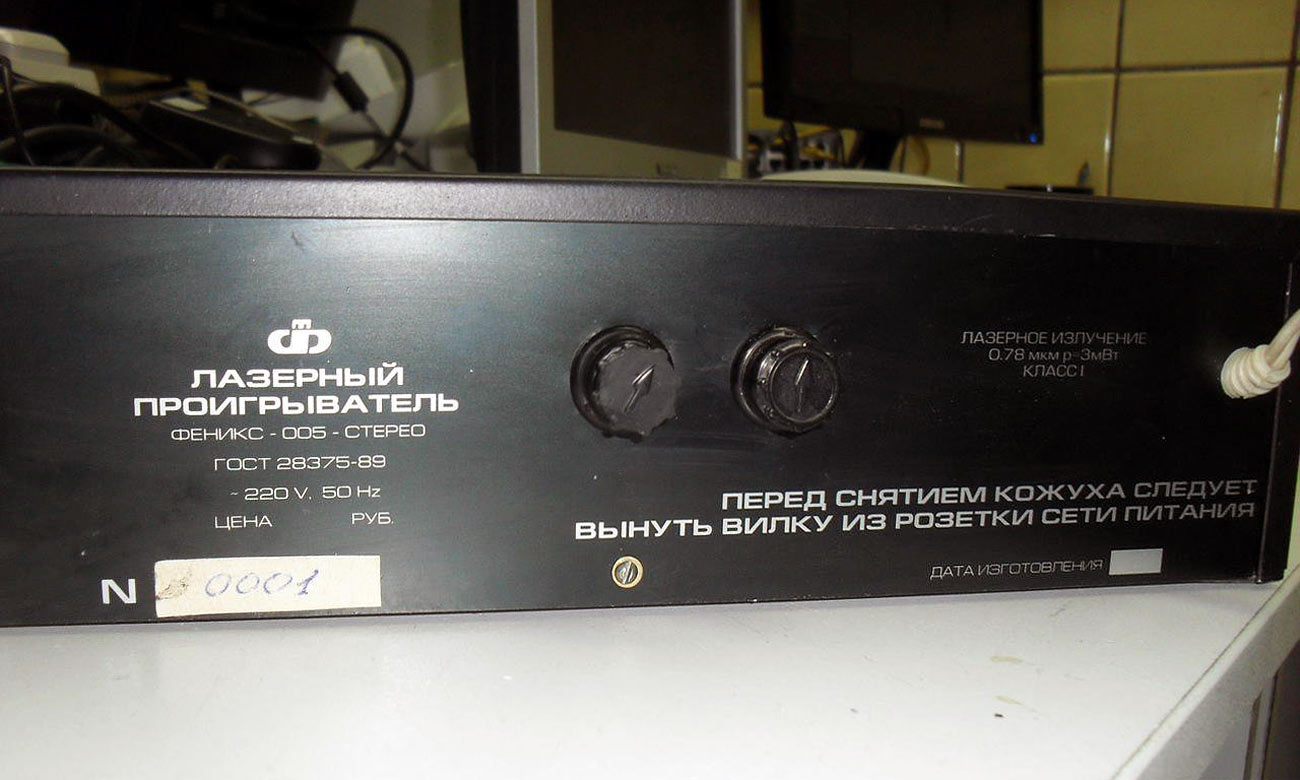 ЛАЗЕРНЫЙ
ПРОИГРЫВАТЕЛЬ
ФЕНИКС - 005 - СТЕРЕО
ГОСТ 28375-89
~ 220 V, 50 Hz
ЦЕНА РУБ.
N 0001
ЛАЗЕРНОЕ ИЗЛУЧЕНИЕ
0.78 мкм p=3мВт
КЛАСС I
ПЕРЕД СНЯТИЕМ КОЖУХА СЛЕДУЕТ
ВЫНУТЬ ВИЛКУ ИЗ РОЗЕТКИ СЕТИ ПИТАНИЯ
ДАТА ИЗГОТОВЛЕНИЯ